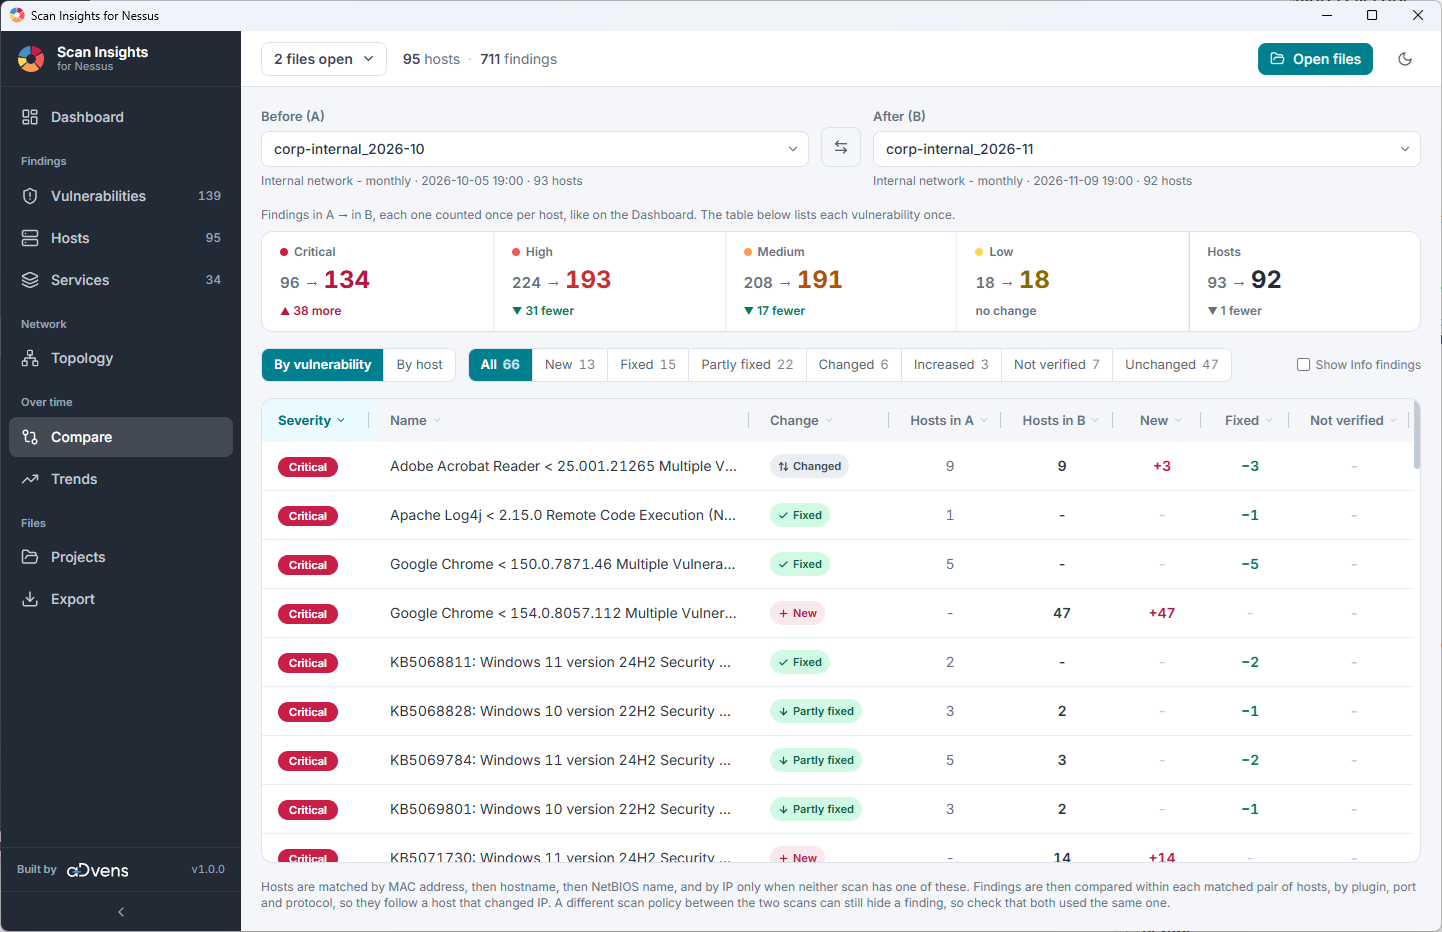 Scan Insights for Nessus
Scan Insights
for Nessus
2 files open
95 hosts · 711 findings
Open files
Dashboard
Findings
Vulnerabilities 139
Hosts 95
Services 34
Network
Topology
Over time
Compare
Trends
Files
Projects
Export
Built by advens v1.0.0
Before (A)
corp-internal_2026-10
Internal network - monthly · 2026-10-05 19:00 · 93 hosts
After (B)
corp-internal_2026-11
Internal network - monthly · 2026-11-09 19:00 · 92 hosts
Findings in A → in B, each one counted once per host, like on the Dashboard. The table below lists each vulnerability once.
Critical
96 → 134
▲ 38 more
High
224 → 193
▼ 31 fewer
Medium
208 → 191
▼ 17 fewer
Low
18 → 18
no change
Hosts
93 → 92
▼ 1 fewer
By vulnerability By host
All 66 New 13 Fixed 15 Partly fixed 22 Changed 6 Increased 3 Not verified 7 Unchanged 47
Show Info findings
Severity Name Change Hosts in A Hosts in B New Fixed Not verified
Critical Adobe Acrobat Reader < 25.001.21265 Multiple V... Changed 9 9 +3 −3 -
Critical Apache Log4j < 2.15.0 Remote Code Execution (N... Fixed 1 - - −1 -
Critical Google Chrome < 150.0.7871.46 Multiple Vulnera... Fixed 5 - - −5 -
Critical Google Chrome < 154.0.8057.112 Multiple Vulner... New - 47 +47 - -
Critical KB5068811: Windows 11 version 24H2 Security ... Fixed 2 - - −2 -
Critical KB5068828: Windows 10 version 22H2 Security ... Partly fixed 3 2 - −1 -
Critical KB5069784: Windows 11 version 24H2 Security ... Partly fixed 5 3 - −2 -
Critical KB5069801: Windows 10 version 22H2 Security ... Partly fixed 3 2 - −1 -
Critical KB5071730: Windows 11 version 24H2 Security ... New - 14 +14 - -
Hosts are matched by MAC address, then hostname, then NetBIOS name, and by IP only when neither scan has one of these. Findings are then compared within each matched pair of hosts, by plugin, port
and protocol, so they follow a host that changed IP. A different scan policy between the two scans can still hide a finding, so check that both used the same one.